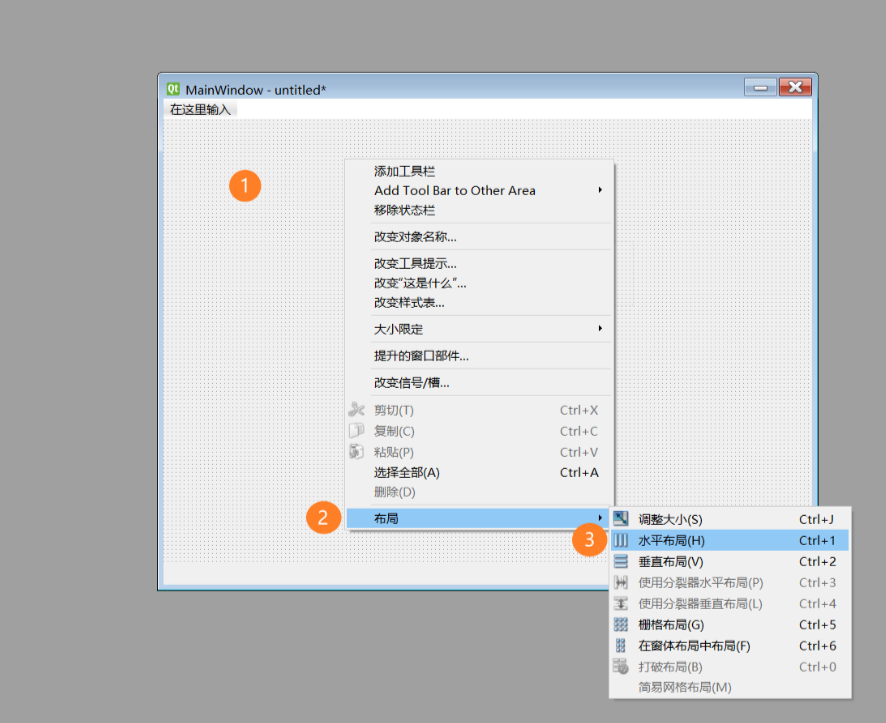 MainWindow - untitled*
在这里输入
1
添加工具栏
Add Tool Bar to Other Area
移除状态栏
改变对象名称...
改变工具提示...
改变“这是什么”...
改变样式表...
大小限定
提升的窗口部件...
改变信号/槽...
剪切(T) Ctrl+X
复制(C) Ctrl+C
粘贴(P) Ctrl+V
选择全部(A) Ctrl+A
删除(D)
2 布局
调整大小(S) Ctrl+J
3 水平布局(H) Ctrl+1
垂直布局(V) Ctrl+2
使用分裂器水平布局(P) Ctrl+3
使用分裂器垂直布局(L) Ctrl+4
栅格布局(G) Ctrl+5
在窗体布局中布局(F) Ctrl+6
打破布局(B) Ctrl+0
简易网格布局(M)